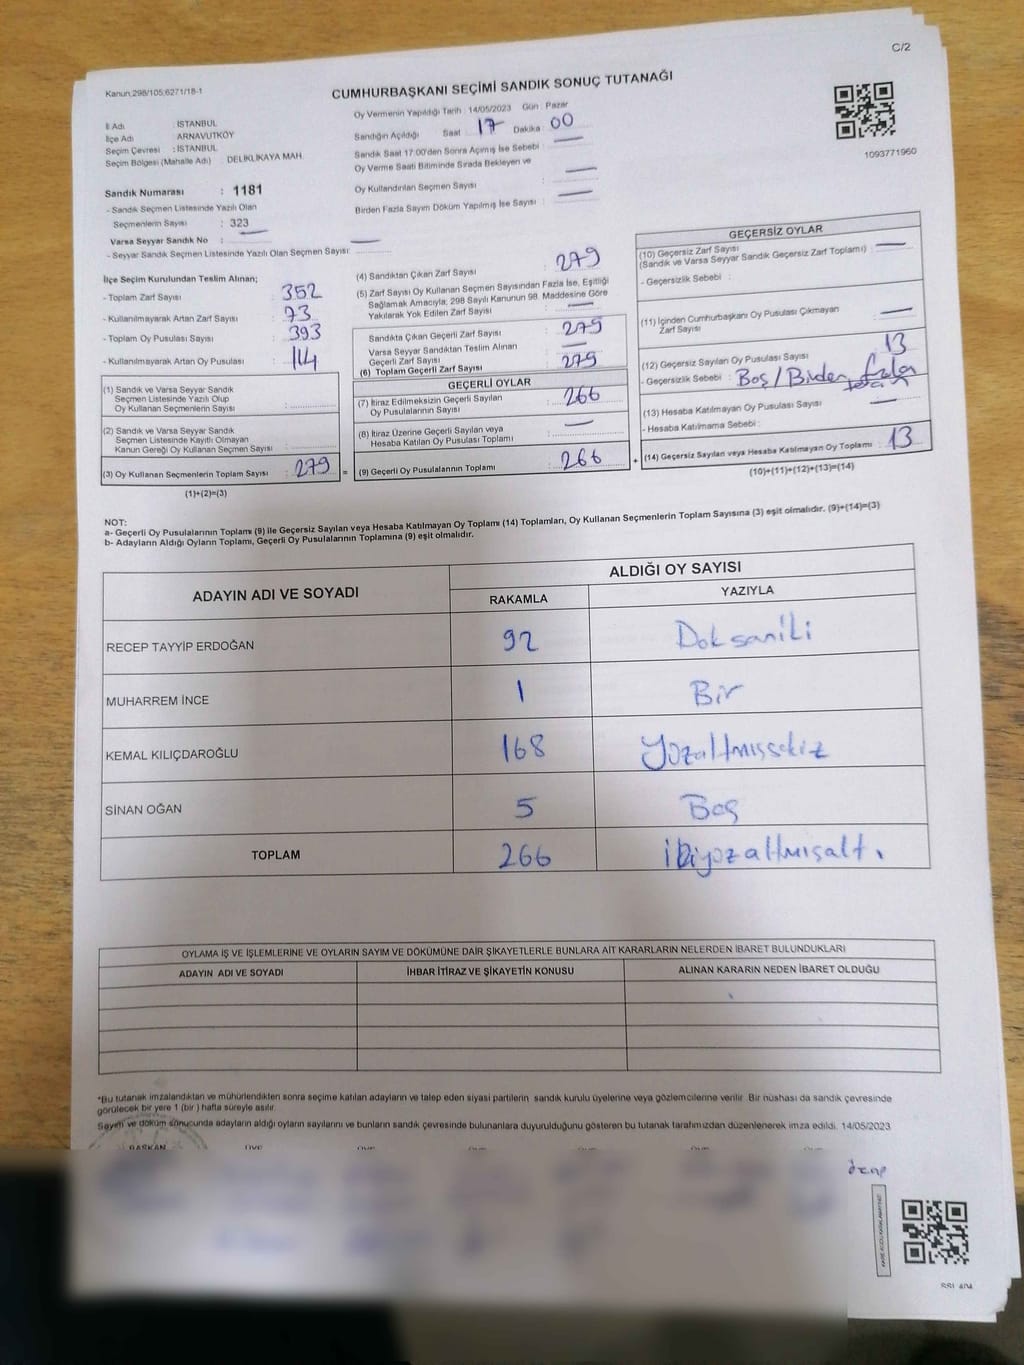 C/2
Kanun:298/105;6271/18-1
CUMHURBAŞKANI SEÇİMİ SANDIK SONUÇ TUTANAĞI
İl Adı : İSTANBUL
İlçe Adı : ARNAVUTKÖY
Seçim Çevresi : İSTANBUL
Seçim Bölgesi (Mahalle Adı) : DELİKLİKAYA MAH.
Oy Vermenin Yapıldığı Tarih : 14/05/2023 Gün : Pazar
Sandığın Açıldığı Saat : 17 Dakika : 00
Sandık Saat 17:00'den Sonra Açımış İse Sebebi : —
Oy Verme Saati Bitiminde Sırada Bekleyen ve
Oy Kullandırılan Seçmen Sayısı : —
Birden Fazla Sayım Döküm Yapılmış İse Sayısı : —
1093771960
Sandık Numarası : 1181
- Sandık Seçmen Listesinde Yazılı Olan
Seçmenlerin Sayısı : 323
Varsa Seyyar Sandık No : —
- Seyyar Sandık Seçmen Listesinde Yazılı Olan Seçmen Sayısı: —
İlçe Seçim Kurulundan Teslim Alınan;
- Toplam Zarf Sayısı : 352
- Kullanılmayarak Artan Zarf Sayısı : 73
- Toplam Oy Pusulası Sayısı : 393
- Kullanılmayarak Artan Oy Pusulası : 114
(1) Sandık ve Varsa Seyyar Sandık
Seçmen Listesinde Yazılı Olup
Oy Kullanan Seçmenlerin Sayısı :
(2) Sandık ve Varsa Seyyar Sandık
Seçmen Listesinde Kayıtlı Olmayan
Kanun Gereği Oy Kullanan Seçmen Sayısı :
(3) Oy Kullanan Seçmenlerin Toplam Sayısı : 279 =
(1)+(2)=(3)
(4) Sandıktan Çıkan Zarf Sayısı : 279
(5) Zarf Sayısı Oy Kullanan Seçmen Sayısından Fazla İse, Eşitliği
Sağlamak Amacıyla; 298 Sayılı Kanunun 98. Maddesine Göre
Yakılarak Yok Edilen Zarf Sayısı : —
Sandıkta Çıkan Geçerli Zarf Sayısı : 279
Varsa Seyyar Sandıktan Teslim Alınan
Geçerli Zarf Sayısı : —
(6) Toplam Geçerli Zarf Sayısı : 279
GEÇERLİ OYLAR
(7) İtiraz Edilmeksizin Geçerli Sayılan
Oy Pusulalarının Sayısı : 266
(8) İtiraz Üzerine Geçerli Sayılan veya
Hesaba Katılan Oy Pusulası Toplamı : —
(9) Geçerli Oy Pusulalarının Toplamı : 266 +
GEÇERSİZ OYLAR
(10) Geçersiz Zarf Sayısı : —
(Sandık ve Varsa Seyyar Sandık Geçersiz Zarf Toplamı)
- Geçersizlik Sebebi :
(11) İçinden Cumhurbaşkanı Oy Pusulası Çıkmayan
Zarf Sayısı : —
(12) Geçersiz Sayılan Oy Pusulası Sayısı : 13
- Geçersizlik Sebebi : Boş/Birden fazla
(13) Hesaba Katılmayan Oy Pusulası Sayısı : —
- Hesaba Katılmama Sebebi :
(14) Geçersiz Sayılan veya Hesaba Katılmayan Oy Toplamı : 13
(10)+(11)+(12)+(13)=(14)
NOT:
a- Geçerli Oy Pusulalarının Toplamı (9) ile Geçersiz Sayılan veya Hesaba Katılmayan Oy Toplamı (14) Toplamları, Oy Kullanan Seçmenlerin Toplam Sayısına (3) eşit olmalıdır. (9)+(14)=(3)
b- Adayların Aldığı Oyların Toplamı, Geçerli Oy Pusulalarının Toplamına (9) eşit olmalıdır.
ADAYIN ADI VE SOYADI
ALDIĞI OY SAYISI
RAKAMLA YAZIYLA
RECEP TAYYİP ERDOĞAN 92 Doksaniki
MUHARREM İNCE 1 Bir
KEMAL KILIÇDAROĞLU 168 Yüzaltmışsekiz
SİNAN OĞAN 5 Beş
TOPLAM 266 ikiyüzaltmışaltı
OYLAMA İŞ VE İŞLEMLERİNE VE OYLARIN SAYIM VE DÖKÜMÜNE DAİR ŞİKAYETLERLE BUNLARA AİT KARARLARIN NELERDEN İBARET BULUNDUKLARI
ADAYIN ADI VE SOYADI İHBAR İTİRAZ VE ŞİKAYETİN KONUSU ALINAN KARARIN NEDEN İBARET OLDUĞU
*Bu tutanak imzalandıktan ve mühürlendikten sonra seçime katılan adayların ve talep eden siyasi partilerin sandık kurulu üyelerine veya gözlemcilerine verilir. Bir nüshası da sandık çevresinde
görülecek bir yere 1 (bir) hafta süreyle asılır.
Sayım ve döküm sonucunda adayların aldığı oyların sayılarını ve bunların sandık çevresinde bulunanlara duyurulduğunu gösteren bu tutanak tarafımızdan düzenlenerek imza edildi. 14/05/2023
BAŞKAN